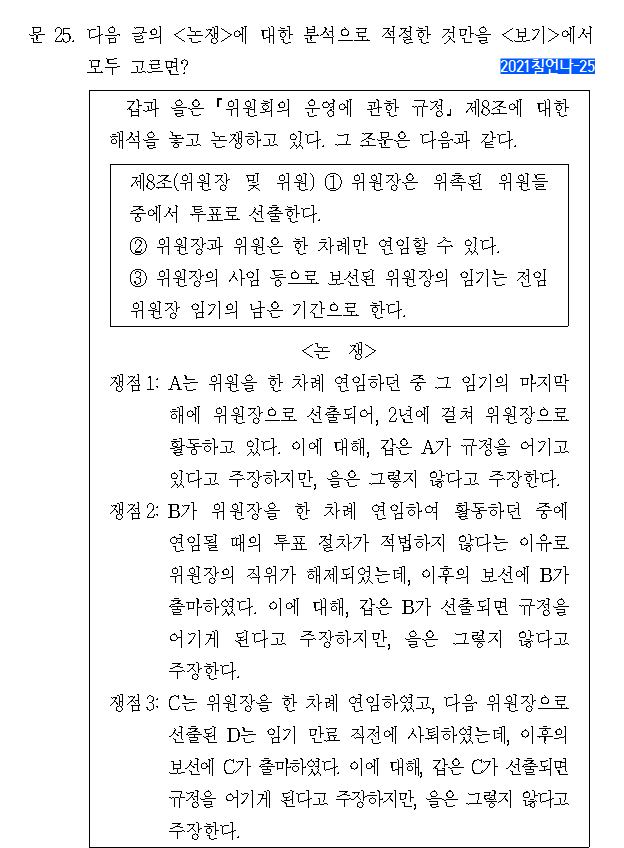 문 25. 다음 글의 <논쟁>에 대한 분석으로 적절한 것만을 <보기>에서
모두 고르면?
2021침언나-25
갑과 을은 「위원회의 운영에 관한 규정」 제8조에 대한
해석을 놓고 논쟁하고 있다. 그 조문은 다음과 같다.
제8조(위원장 및 위원) ① 위원장은 위촉된 위원들
중에서 투표로 선출한다.
② 위원장과 위원은 한 차례만 연임할 수 있다.
③ 위원장의 사임 등으로 보선된 위원장의 임기는 전임
위원장 임기의 남은 기간으로 한다.
<논 쟁>
쟁점 1: A는 위원을 한 차례 연임하던 중 그 임기의 마지막
해에 위원장으로 선출되어, 2년에 걸쳐 위원장으로
활동하고 있다. 이에 대해, 갑은 A가 규정을 어기고
있다고 주장하지만, 을은 그렇지 않다고 주장한다.
쟁점 2: B가 위원장을 한 차례 연임하여 활동하던 중에
연임될 때의 투표 절차가 적법하지 않다는 이유로
위원장의 직위가 해제되었는데, 이후의 보선에 B가
출마하였다. 이에 대해, 갑은 B가 선출되면 규정을
어기게 된다고 주장하지만, 을은 그렇지 않다고
주장한다.
쟁점 3: C는 위원장을 한 차례 연임하였고, 다음 위원장으로
선출된 D는 임기 만료 직전에 사퇴하였는데, 이후의
보선에 C가 출마하였다. 이에 대해, 갑은 C가 선출되면
규정을 어기게 된다고 주장하지만, 을은 그렇지 않다고
주장한다.